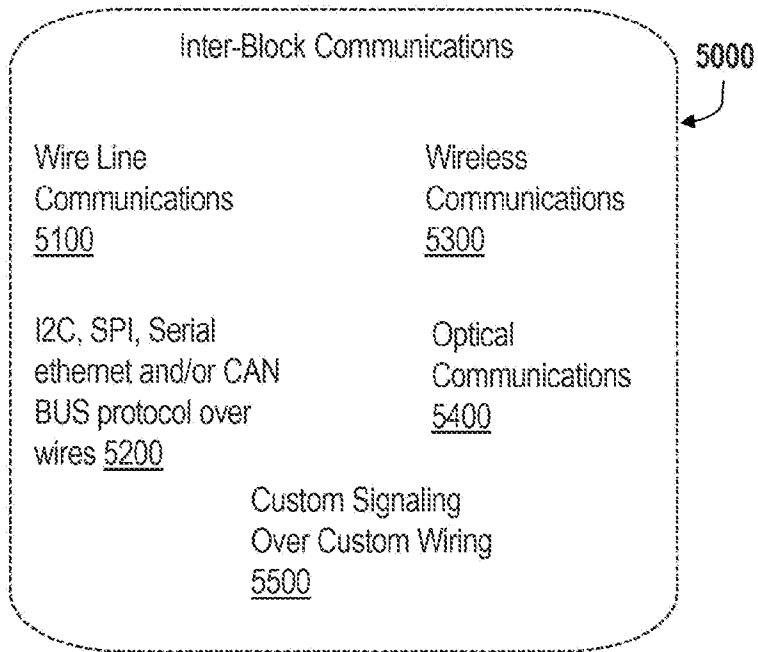 Inter-Block Communications
5000
Wire Line
Communications
5100
Wireless
Communications
5300
I2C, SPI, Serial
ethernet and/or CAN
BUS protocol over
wires 5200
Optical
Communications
5400
Custom Signaling
Over Custom Wiring
5500